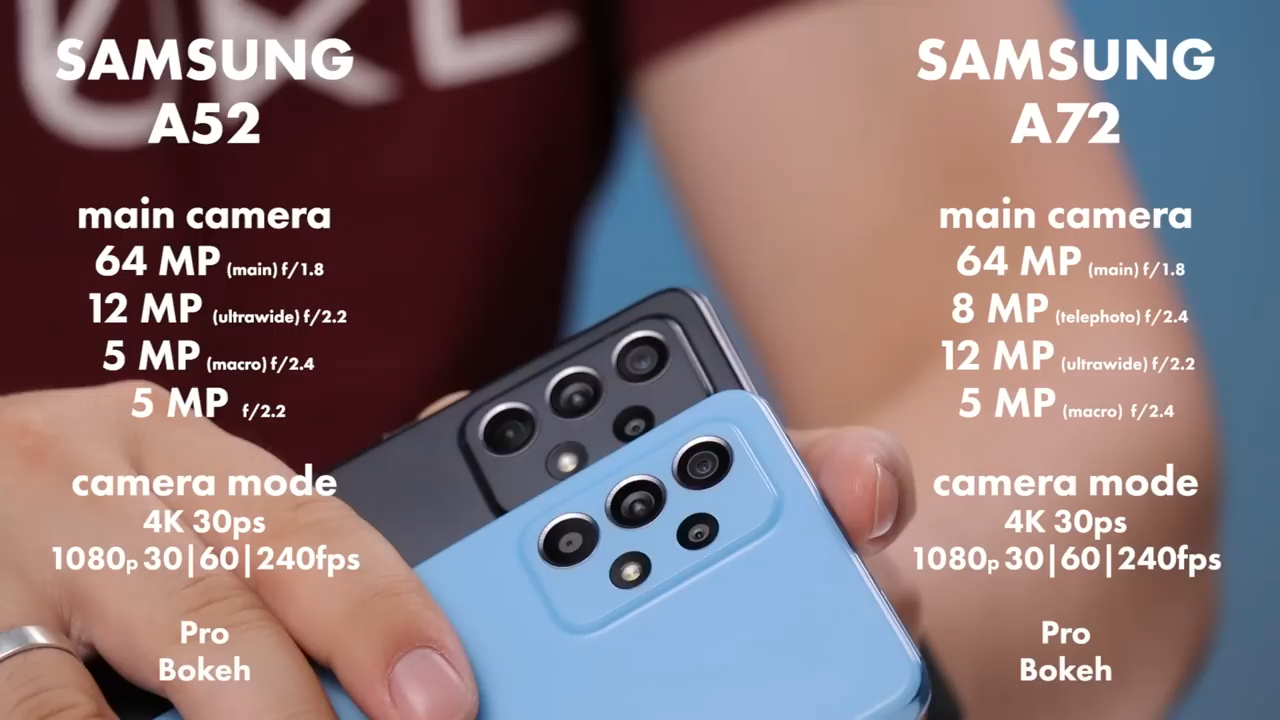 SAMSUNG
A52
main camera
64 MP (main) f/1.8
12 MP (ultrawide) f/2.2
5 MP (macro) f/2.4
5 MP f/2.2
camera mode
4K 30ps
1080p 30|60|240fps
Pro
Bokeh
SAMSUNG
A72
main camera
64 MP (main) f/1.8
8 MP (telephoto) f/2.4
12 MP (ultrawide) f/2.2
5 MP (macro) f/2.4
camera mode
4K 30ps
1080p 30|60|240fps
Pro
Bokeh